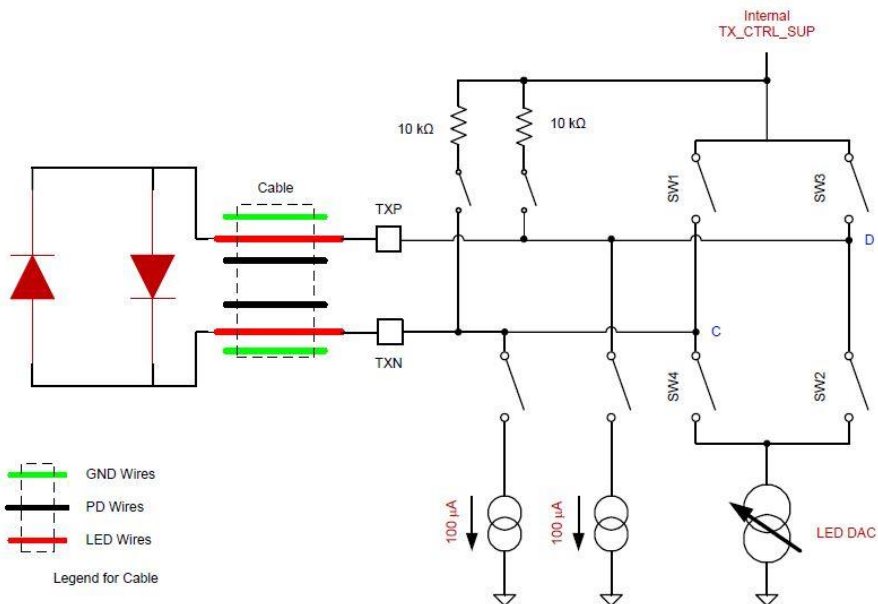 Internal
TX_CTRL_SUP
10 kΩ
10 kΩ
SW1
SW3
Cable
TXP
D
C
TXN
SW4
SW2
GND Wires
PD Wires
LED Wires
Legend for Cable
100 µA
100 µA
LED DAC